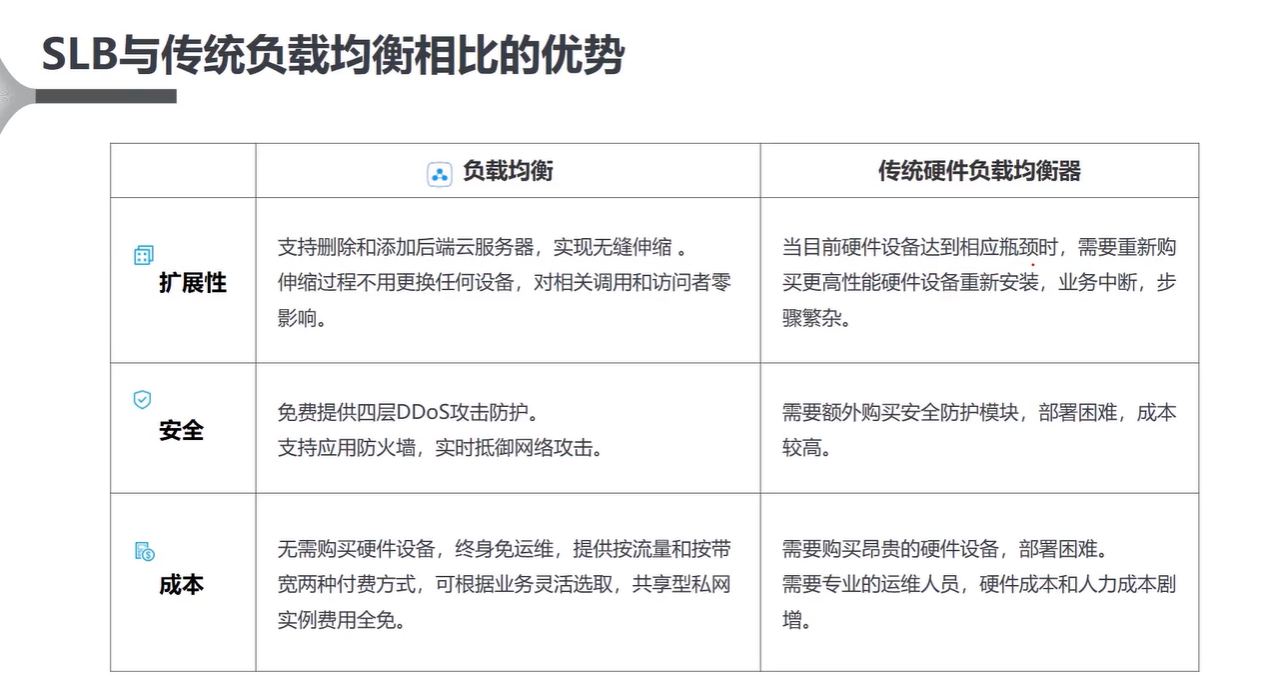 SLB与传统负载均衡相比的优势
负载均衡
传统硬件负载均衡器
扩展性
支持删除和添加后端云服务器，实现无缝伸缩 。
伸缩过程不用更换任何设备，对相关调用和访问者零
影响。
当目前硬件设备达到相应瓶颈时，需要重新购
买更高性能硬件设备重新安装，业务中断，步
骤繁杂。
安全
免费提供四层DDoS攻击防护。
支持应用防火墙，实时抵御网络攻击。
需要额外购买安全防护模块，部署困难，成本
较高。
成本
无需购买硬件设备，终身免运维，提供按流量和按带
宽两种付费方式，可根据业务灵活选取，共享型私网
实例费用全免。
需要购买昂贵的硬件设备，部署困难。
需要专业的运维人员，硬件成本和人力成本剧
增。